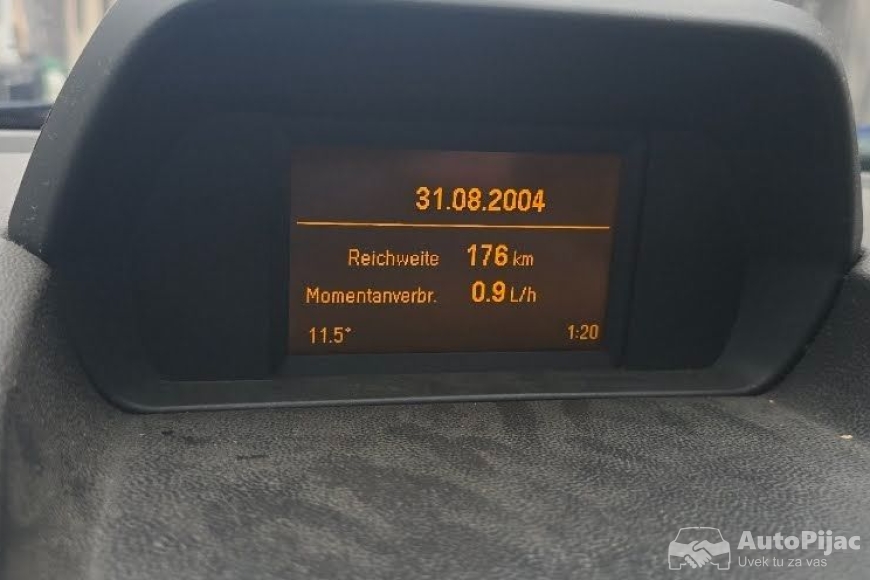 31.08.2004
Reichweite 176 km
Momentanverbr. 0.9 L/h
11.5° 1:20
AutoPijac
Uvek tu za vas